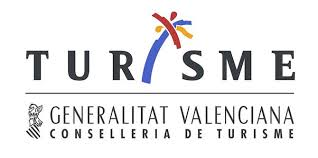 TURISME
GENERALITAT VALENCIANA
CONSELLERIA DE TURISME